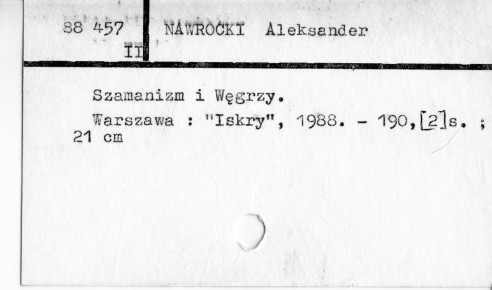 88 457 NAWROCKI Aleksander
II
Szamanizm i Węgrzy.
Warszawa : "Iskry", 1988. - 190,[2]s. ;
21 cm